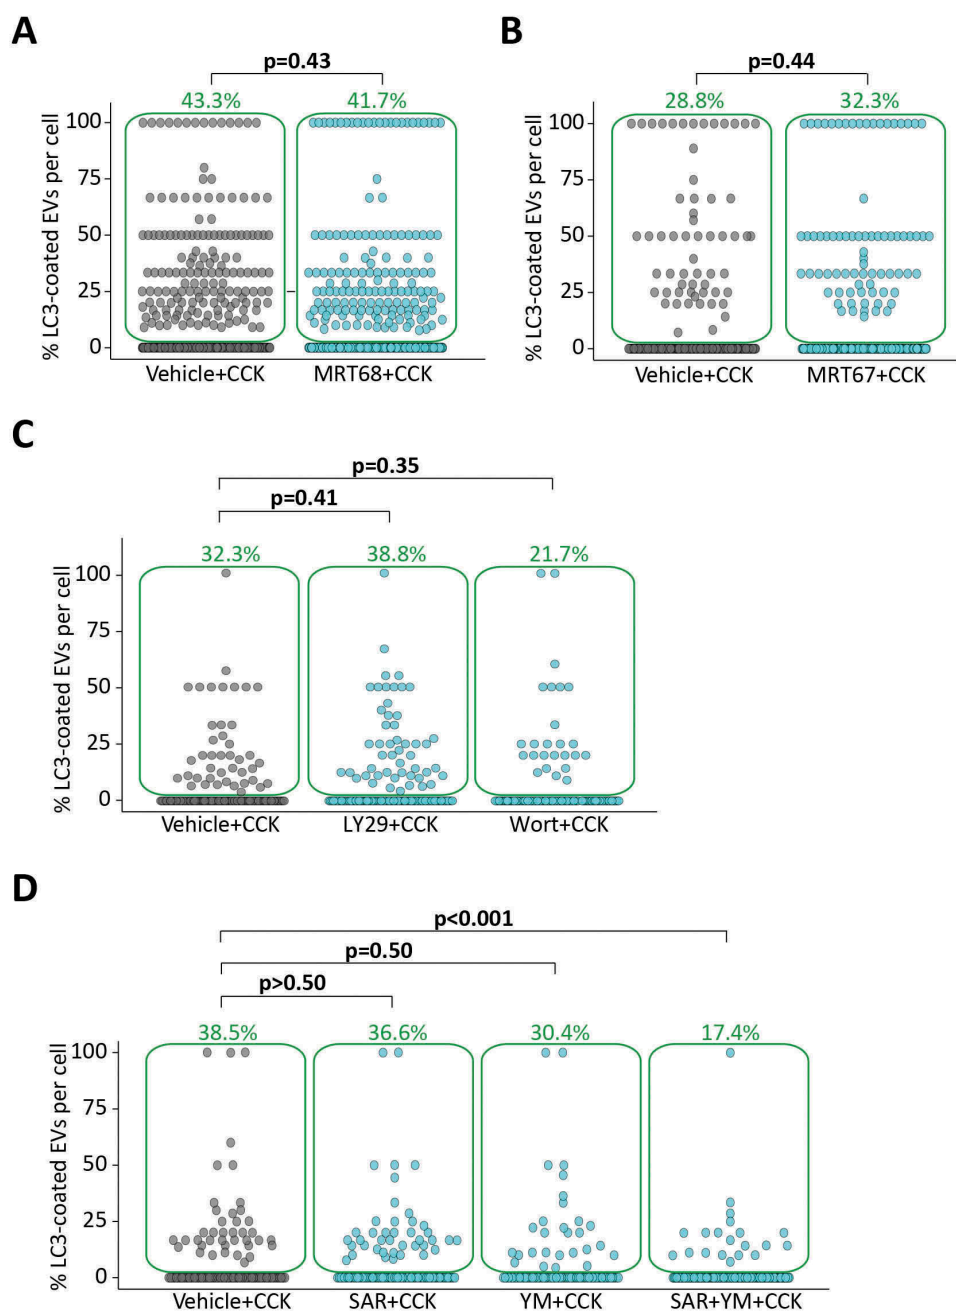 A
p=0.43
43.3% 41.7%
% LC3-coated EVs per cell
100
75
50
25
0
Vehicle+CCK MRT68+CCK
B
p=0.44
28.8% 32.3%
% LC3-coated EVs per cell
100
75
50
25
0
Vehicle+CCK MRT67+CCK
C
p=0.35
p=0.41
32.3% 38.8% 21.7%
% LC3-coated EVs per cell
100
75
50
25
0
Vehicle+CCK LY29+CCK Wort+CCK
D
p<0.001
p=0.50
p>0.50
38.5% 36.6% 30.4% 17.4%
% LC3-coated EVs per cell
100
75
50
25
0
Vehicle+CCK SAR+CCK YM+CCK SAR+YM+CCK